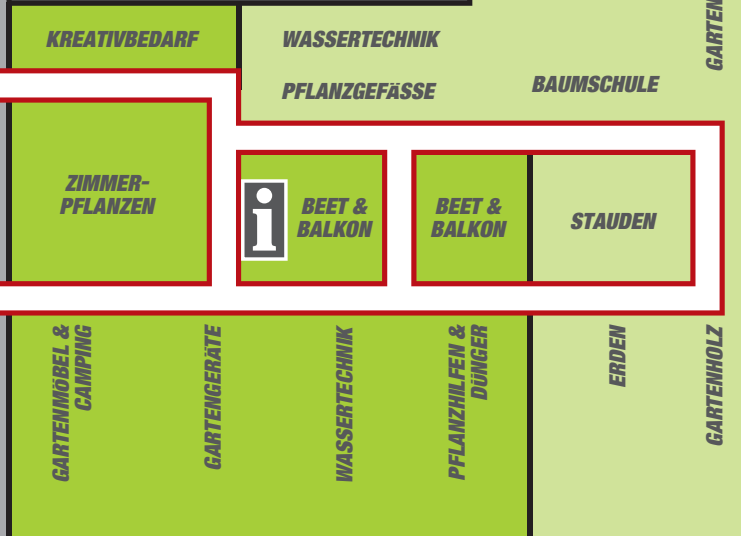 KREATIVBEDARF
WASSERTECHNIK
PFLANZGEFÄSSE
BAUMSCHULE
GARTEN
ZIMMER-
PFLANZEN
i
BEET &
BALKON
BEET &
BALKON
STAUDEN
GARTENMÖBEL &
CAMPING
GARTENGERÄTE
WASSERTECHNIK
PFLANZHILFEN &
DÜNGER
ERDEN
GARTENHOLZ